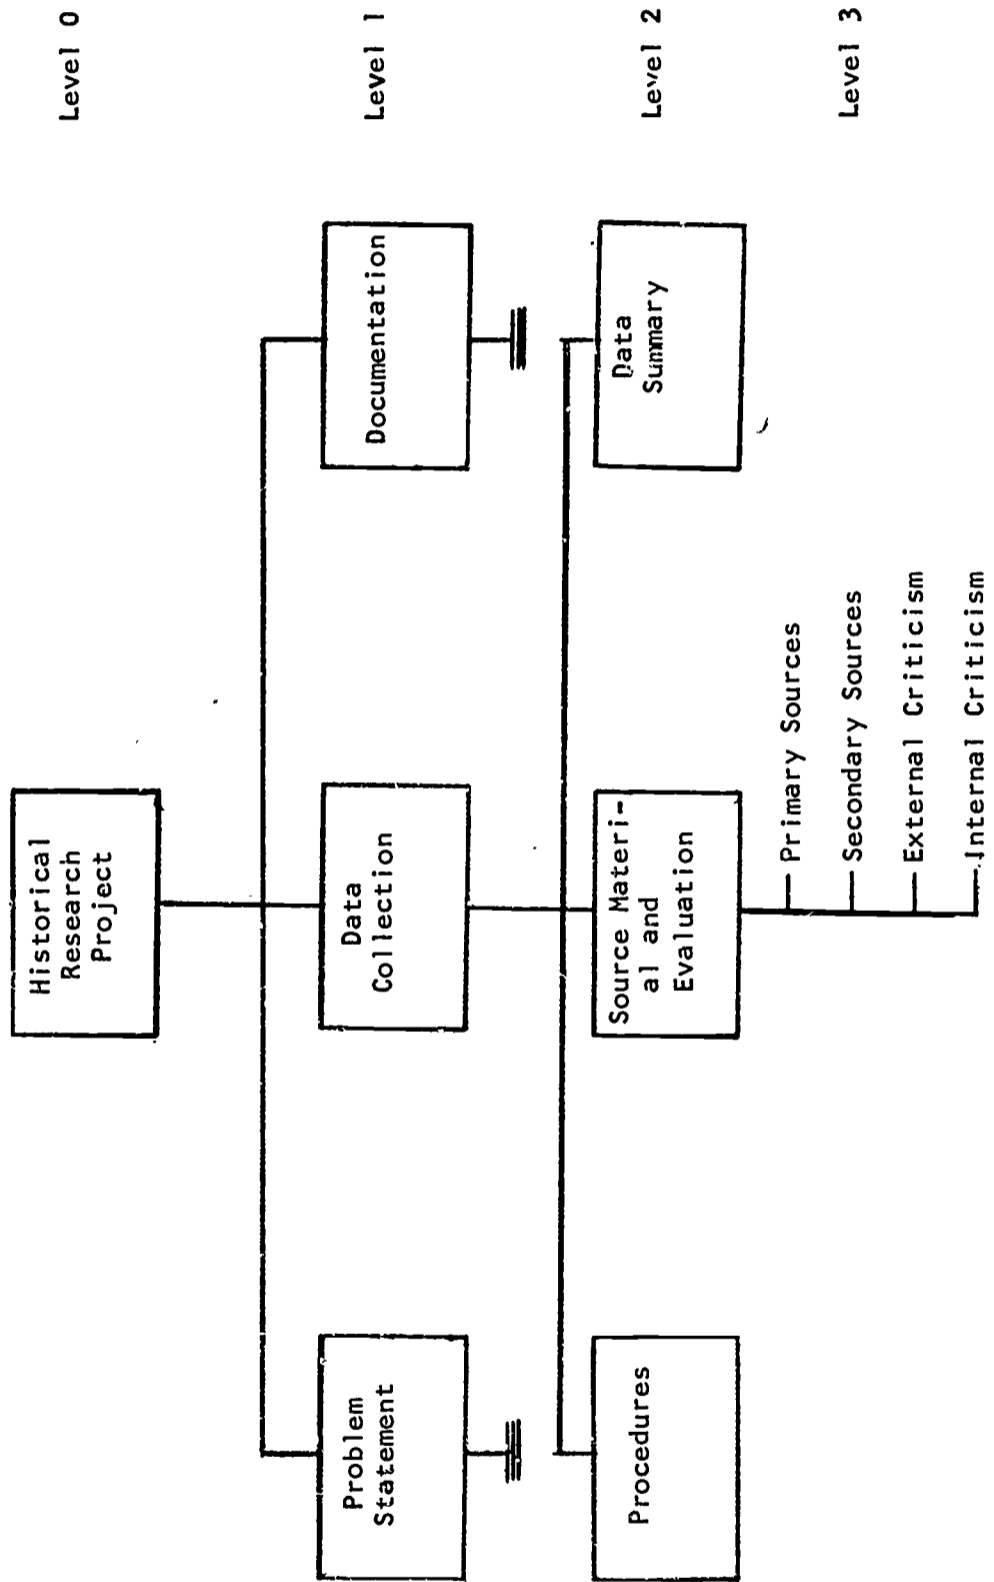 Historical
Research
Project
Level 0
Problem
Statement
Data
Collection
Documentation
Level 1
Procedures
Source Materi-
al and
Evaluation
Data
Summary
Level 2
Primary Sources
Secondary Sources
External Criticism
Internal Criticism
Level 3